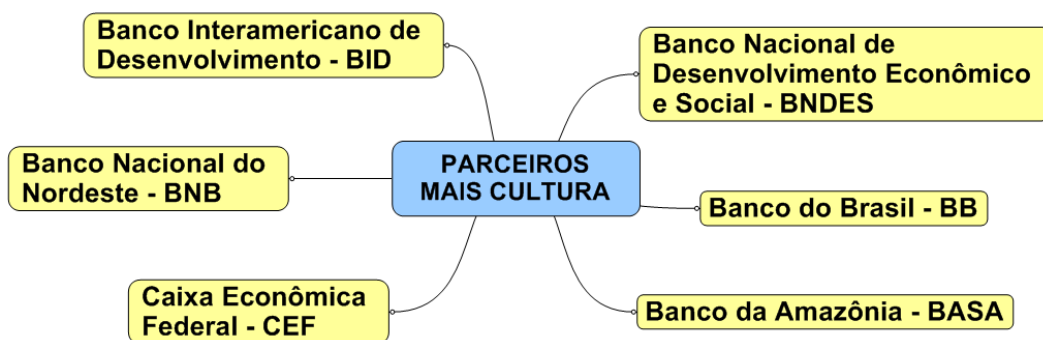 Banco Interamericano de
Desenvolvimento - BID
Banco Nacional de
Desenvolvimento Econômico
e Social - BNDES
PARCEIROS
MAIS CULTURA
Banco Nacional do
Nordeste - BNB
Banco do Brasil - BB
Caixa Econômica
Federal - CEF
Banco da Amazônia - BASA